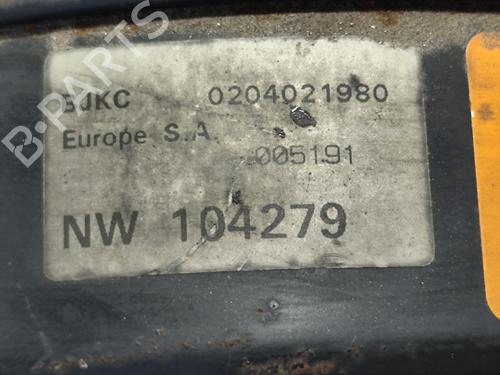 BJKC 0204021980
Europe S.A.
005191
NW 104279
B-PARTS